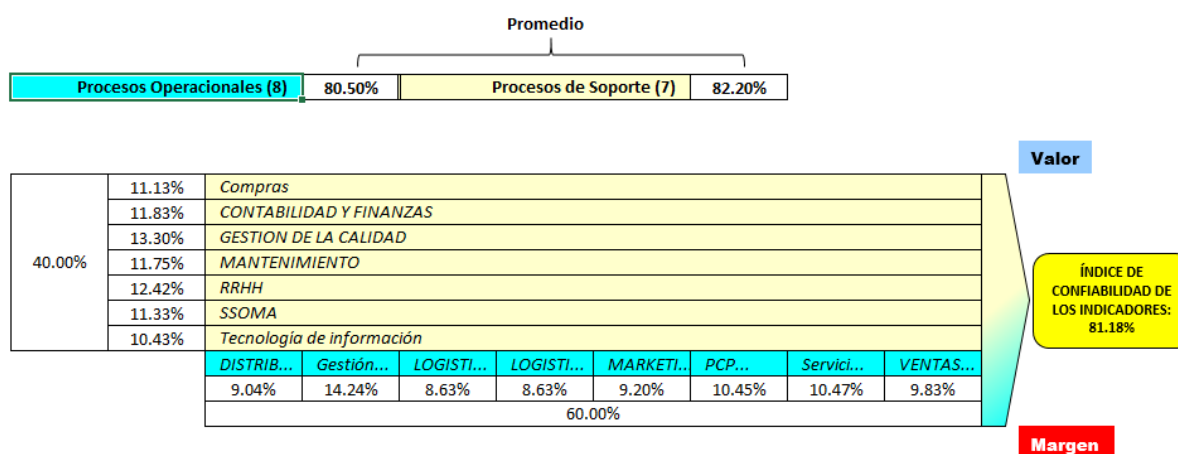 Promedio
Procesos Operacionales (8) 80.50% Procesos de Soporte (7) 82.20%
Valor
11.13% Compras
11.83% CONTABILIDAD Y FINANZAS
13.30% GESTION DE LA CALIDAD
40.00% 11.75% MANTENIMIENTO
12.42% RRHH
11.33% SSOMA
10.43% Tecnología de información
ÍNDICE DE
CONFIABILIDAD DE
LOS INDICADORES:
81.18%
DISTRIB... Gestión... LOGISTI... LOGISTI... MARKETI... PCP... Servici... VENTAS...
9.04% 14.24% 8.63% 8.63% 9.20% 10.45% 10.47% 9.83%
60.00%
Margen